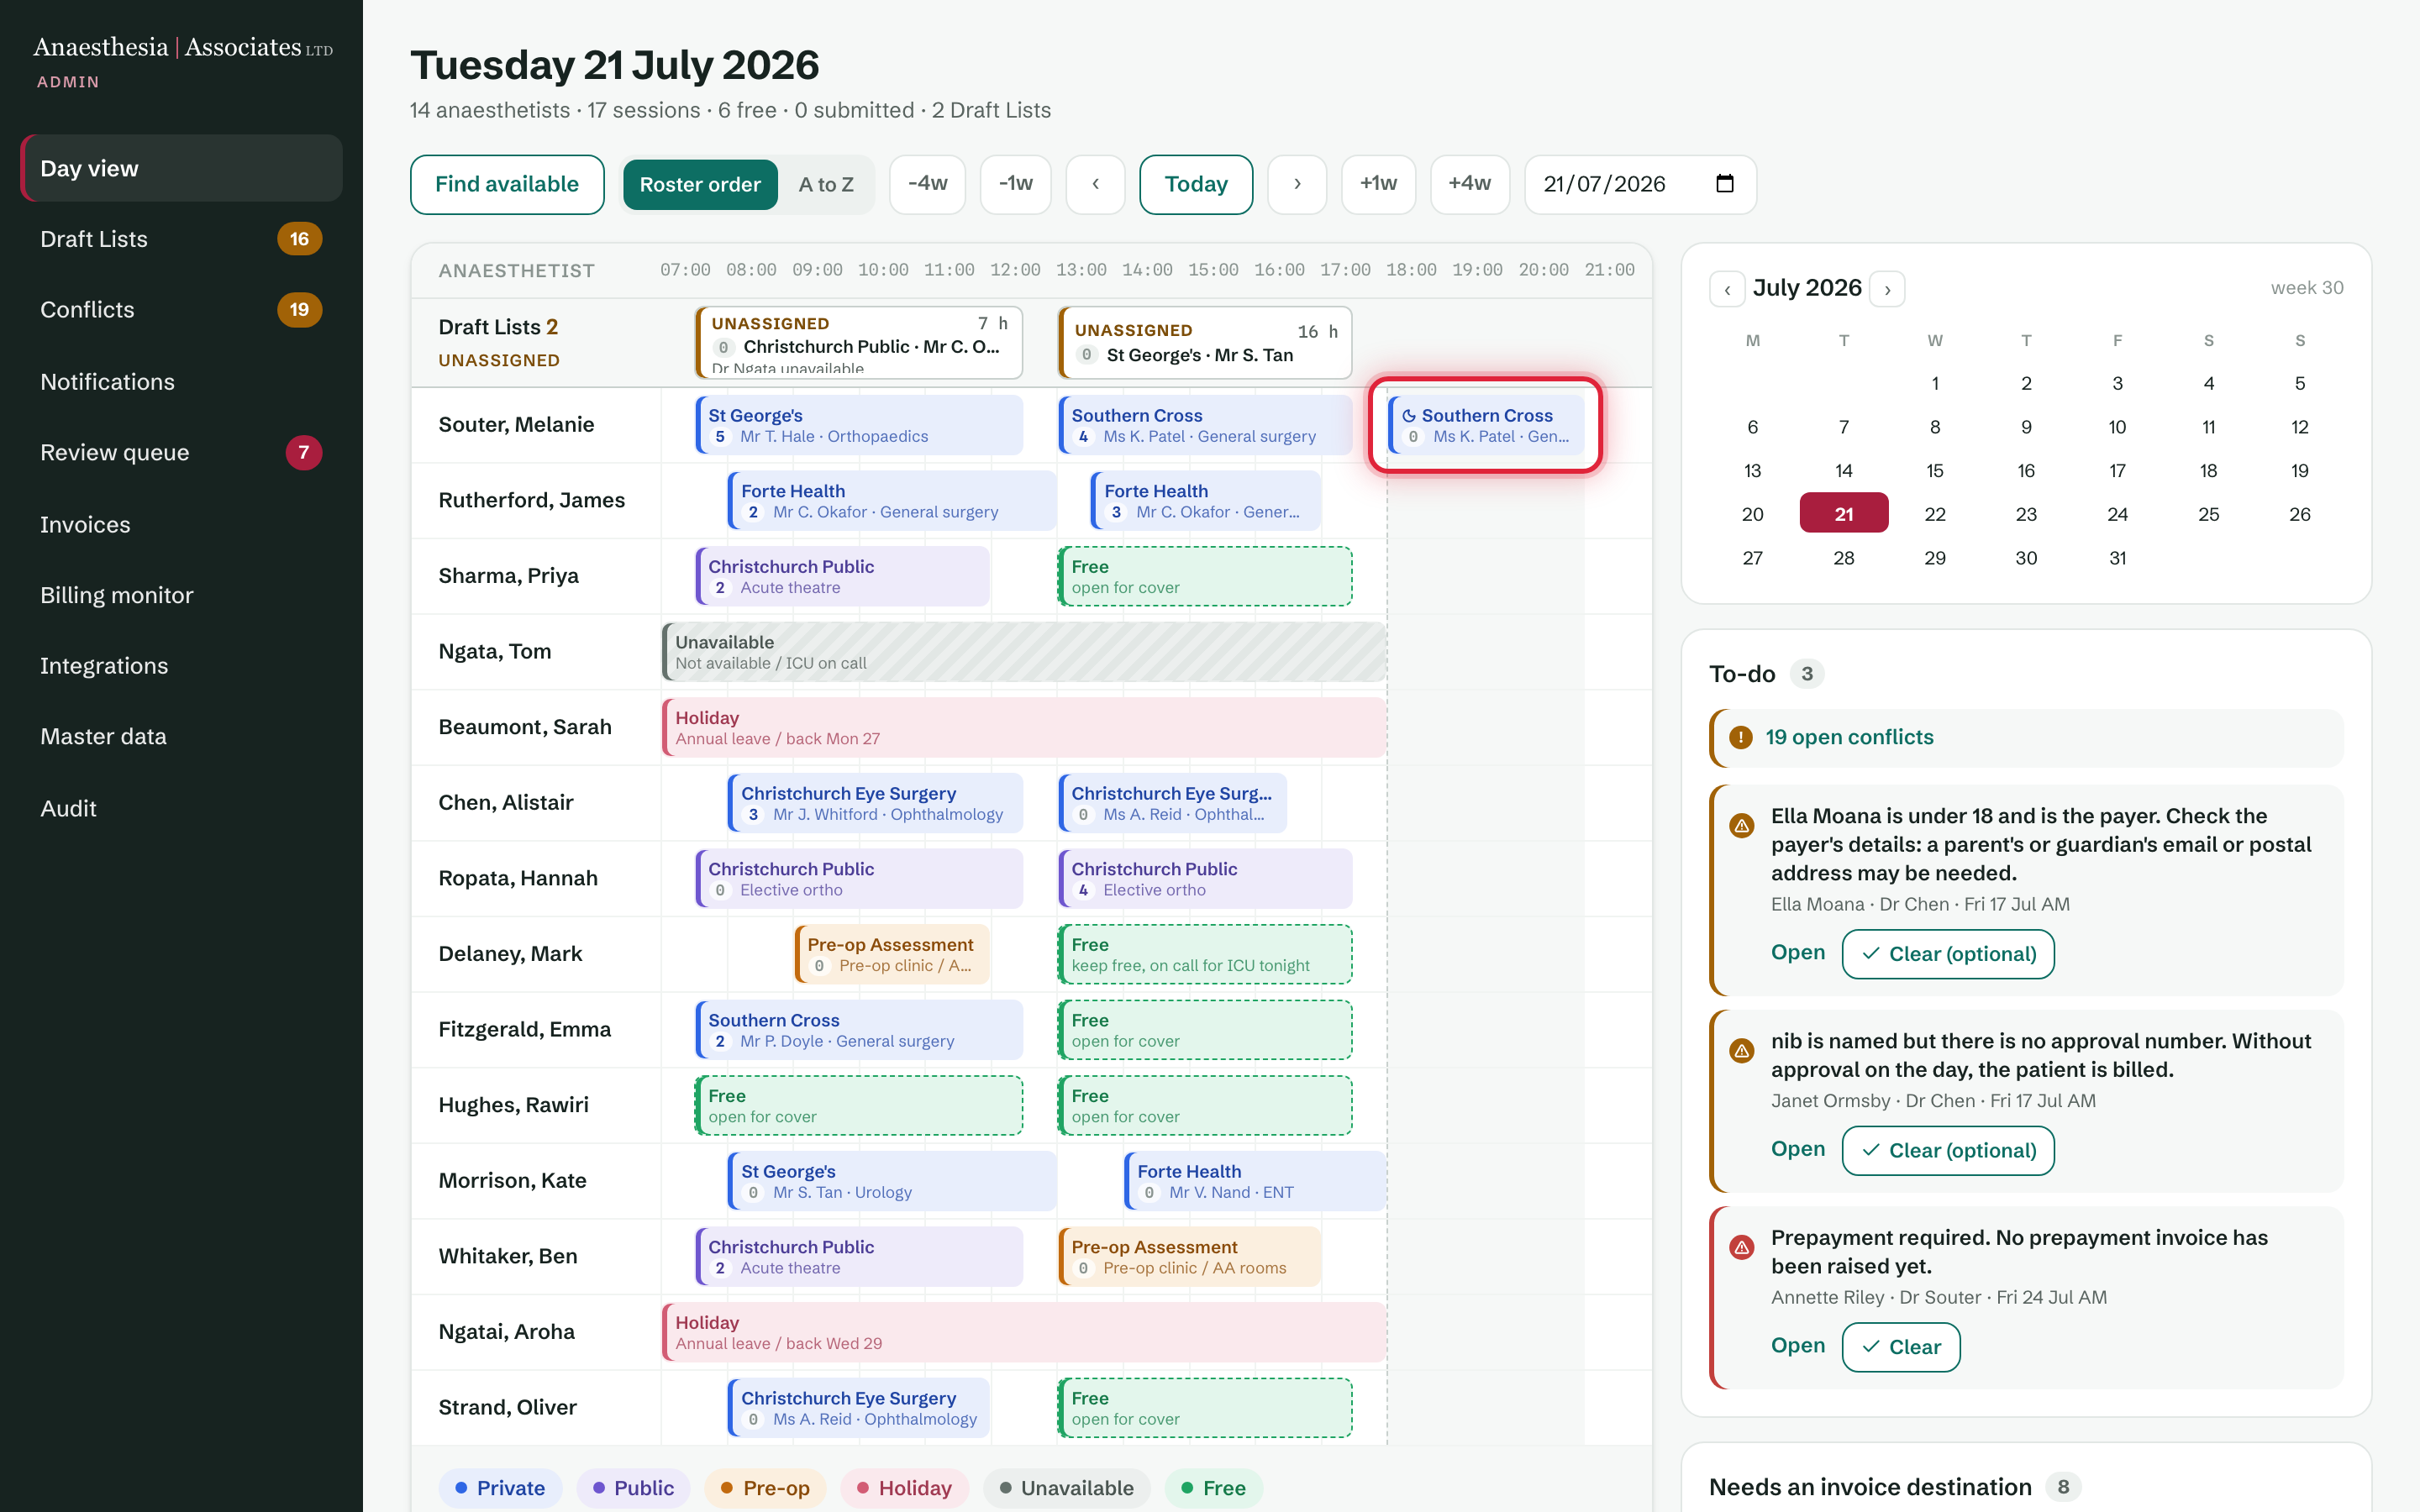 Anaesthesia | Associates LTD
ADMIN
Day view
Draft Lists 16
Conflicts 19
Notifications
Review queue 7
Invoices
Billing monitor
Integrations
Master data
Audit
Tuesday 21 July 2026
14 anaesthetists · 17 sessions · 6 free · 0 submitted · 2 Draft Lists
Find available Roster order A to Z -4w -1w ‹ Today › +1w +4w 21/07/2026
ANAESTHETIST 07:00 08:00 09:00 10:00 11:00 12:00 13:00 14:00 15:00 16:00 17:00 18:00 19:00 20:00 21:00
Draft Lists 2
UNASSIGNED
UNASSIGNED 7 h
0 Christchurch Public · Mr C. O...
Dr Ngata unavailable
UNASSIGNED 16 h
0 St George's · Mr S. Tan
Souter, Melanie
St George's
5 Mr T. Hale · Orthopaedics
Southern Cross
4 Ms K. Patel · General surgery
Southern Cross
0 Ms K. Patel · Gen...
Rutherford, James
Forte Health
2 Mr C. Okafor · General surgery
Forte Health
3 Mr C. Okafor · Gener...
Sharma, Priya
Christchurch Public
2 Acute theatre
Free
open for cover
Ngata, Tom
Unavailable
Not available / ICU on call
Beaumont, Sarah
Holiday
Annual leave / back Mon 27
Chen, Alistair
Christchurch Eye Surgery
3 Mr J. Whitford · Ophthalmology
Christchurch Eye Surg...
0 Ms A. Reid · Ophthal...
Ropata, Hannah
Christchurch Public
0 Elective ortho
Christchurch Public
4 Elective ortho
Delaney, Mark
Pre-op Assessment
0 Pre-op clinic / A...
Free
keep free, on call for ICU tonight
Fitzgerald, Emma
Southern Cross
2 Mr P. Doyle · General surgery
Free
open for cover
Hughes, Rawiri
Free
open for cover
Free
open for cover
Morrison, Kate
St George's
0 Mr S. Tan · Urology
Forte Health
0 Mr V. Nand · ENT
Whitaker, Ben
Christchurch Public
2 Acute theatre
Pre-op Assessment
0 Pre-op clinic / AA rooms
Ngatai, Aroha
Holiday
Annual leave / back Wed 29
Strand, Oliver
Christchurch Eye Surgery
0 Ms A. Reid · Ophthalmology
Free
open for cover
Private Public Pre-op Holiday Unavailable Free
‹ July 2026 › week 30
M T W T F S S
1 2 3 4 5
6 7 8 9 10 11 12
13 14 15 16 17 18 19
20 21 22 23 24 25 26
27 28 29 30 31
To-do 3
19 open conflicts
Ella Moana is under 18 and is the payer. Check the
payer's details: a parent's or guardian's email or postal
address may be needed.
Ella Moana · Dr Chen · Fri 17 Jul AM
Open ✓ Clear (optional)
nib is named but there is no approval number. Without
approval on the day, the patient is billed.
Janet Ormsby · Dr Chen · Fri 17 Jul AM
Open ✓ Clear (optional)
Prepayment required. No prepayment invoice has
been raised yet.
Annette Riley · Dr Souter · Fri 24 Jul AM
Open ✓ Clear
Needs an invoice destination 8